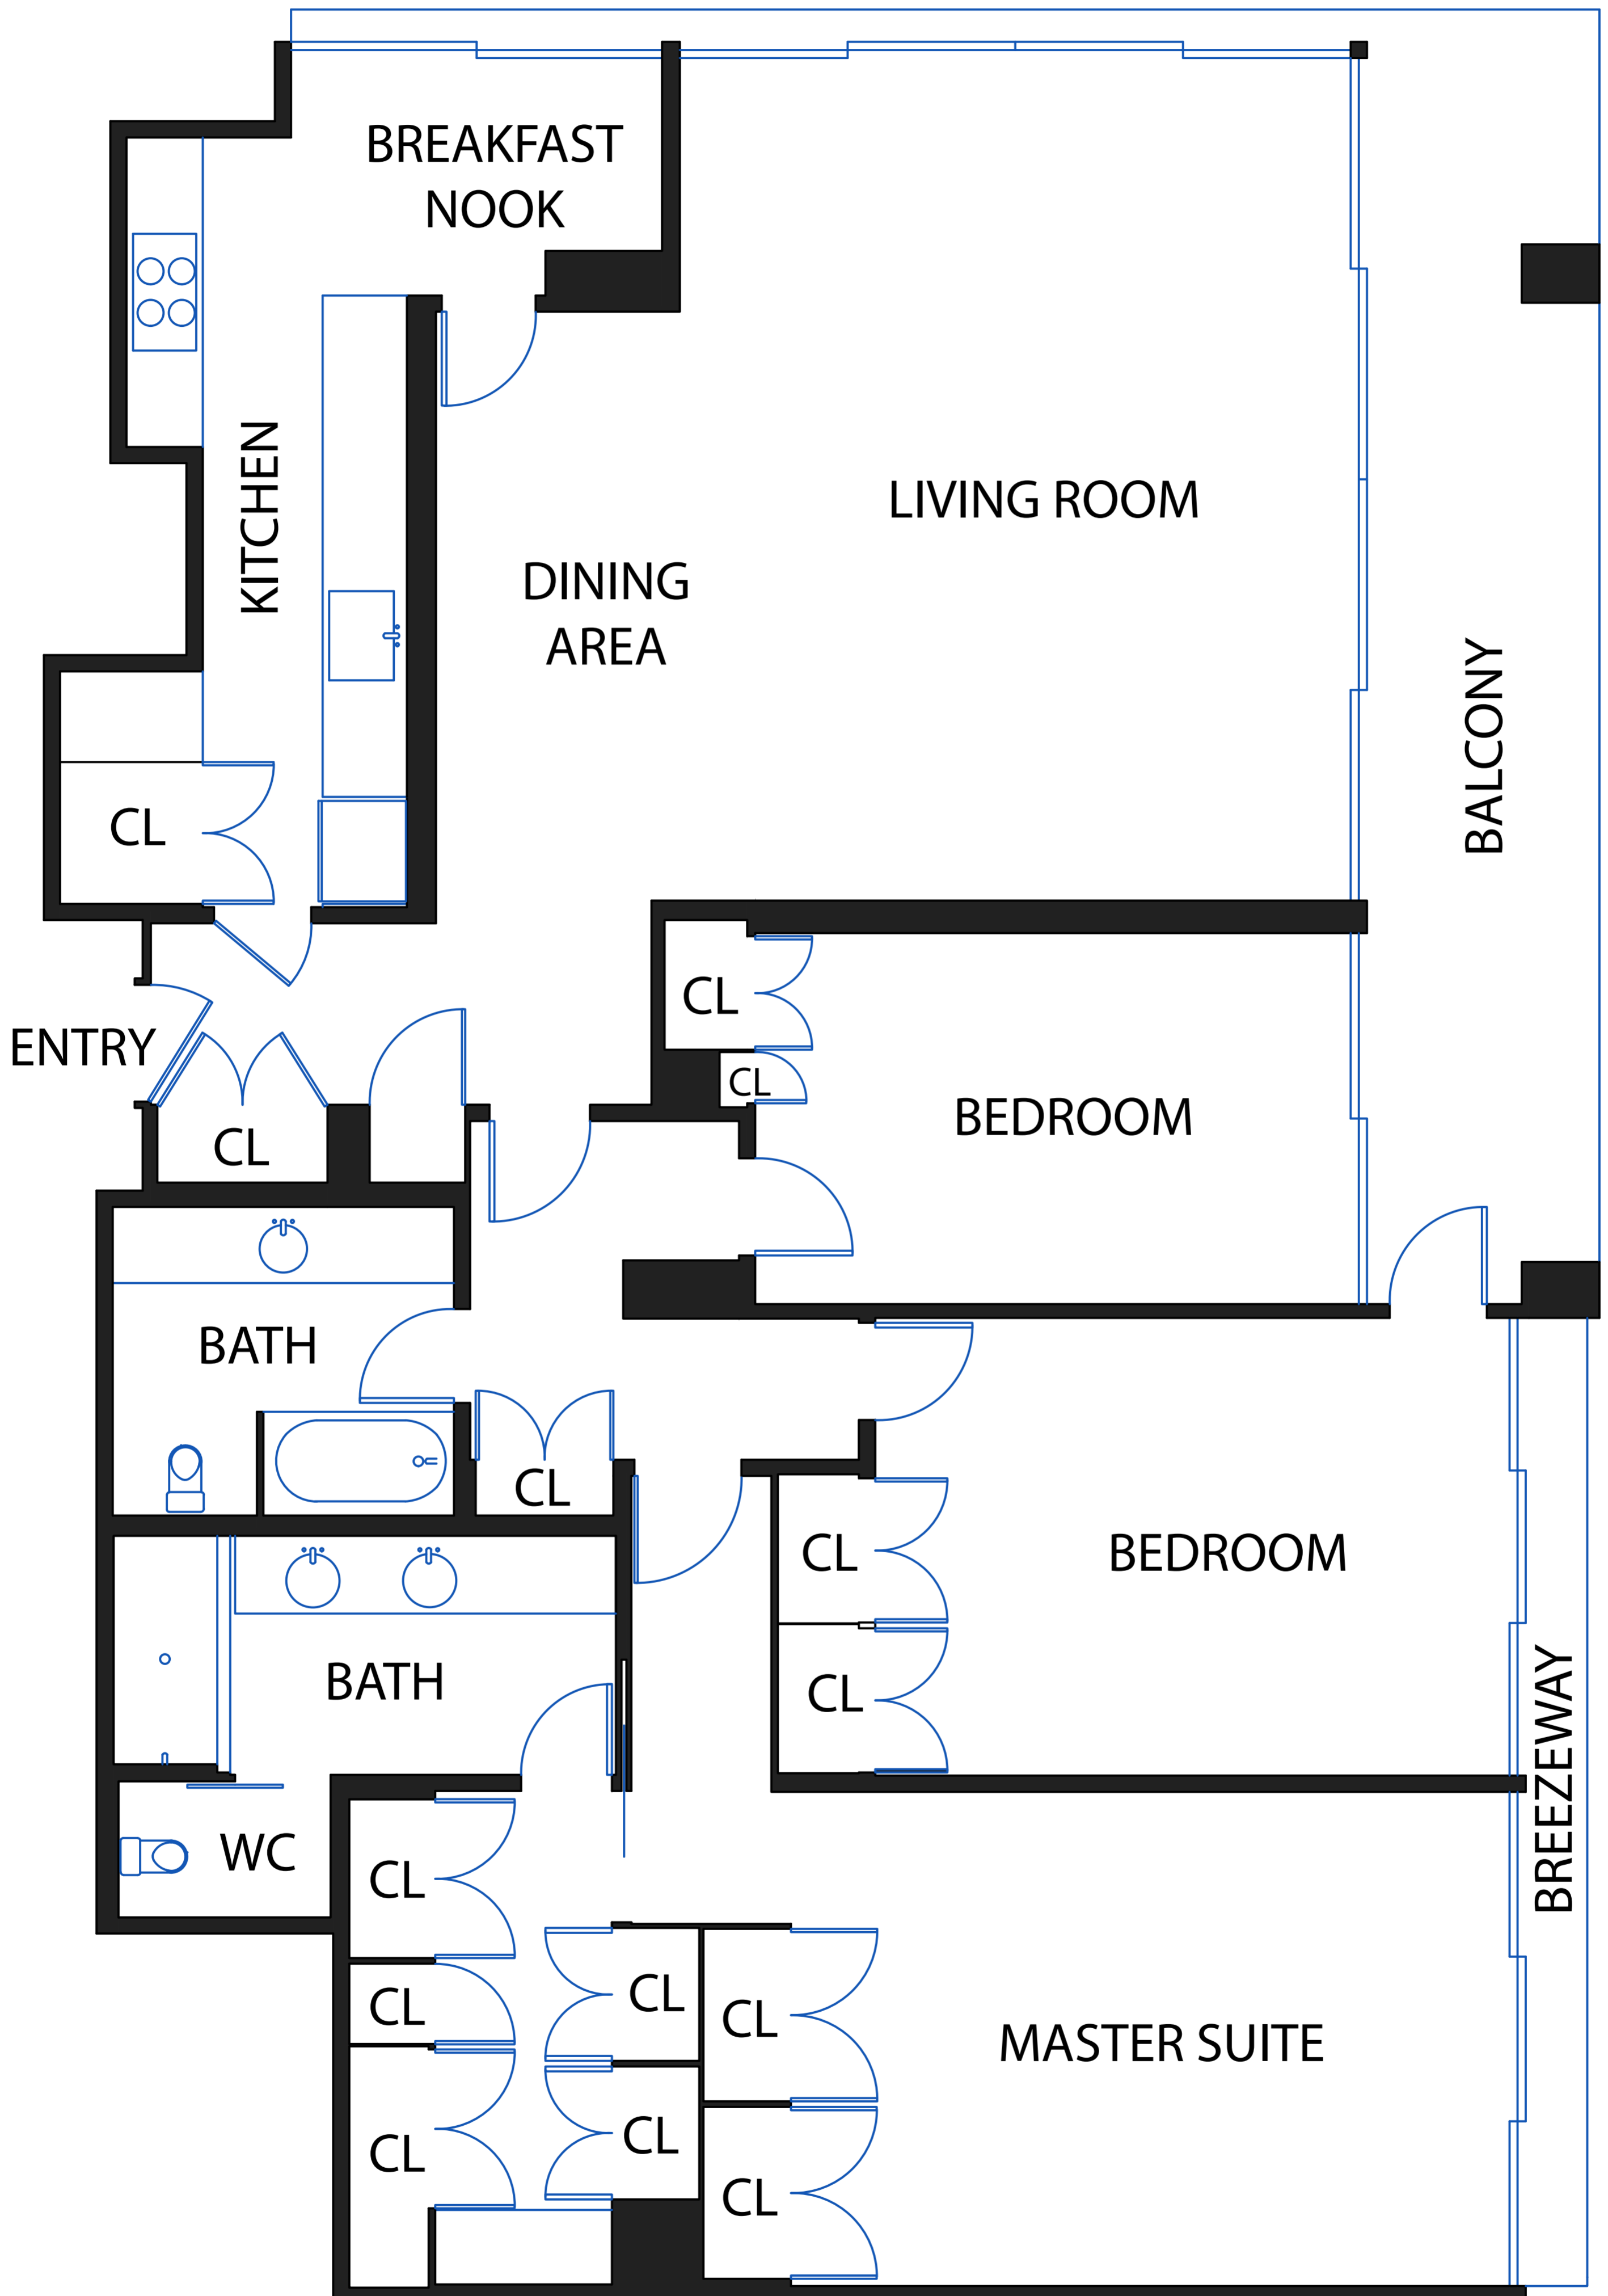 BREAKFAST
NOOK
KITCHEN
LIVING ROOM
DINING
AREA
BALCONY
CL
CL
ENTRY
CL
CL
BEDROOM
BATH
CL
CL
BEDROOM
BATH
CL
BREEZEWAY
WC
CL
CL
CL
CL
MASTER SUITE
CL
CL
CL